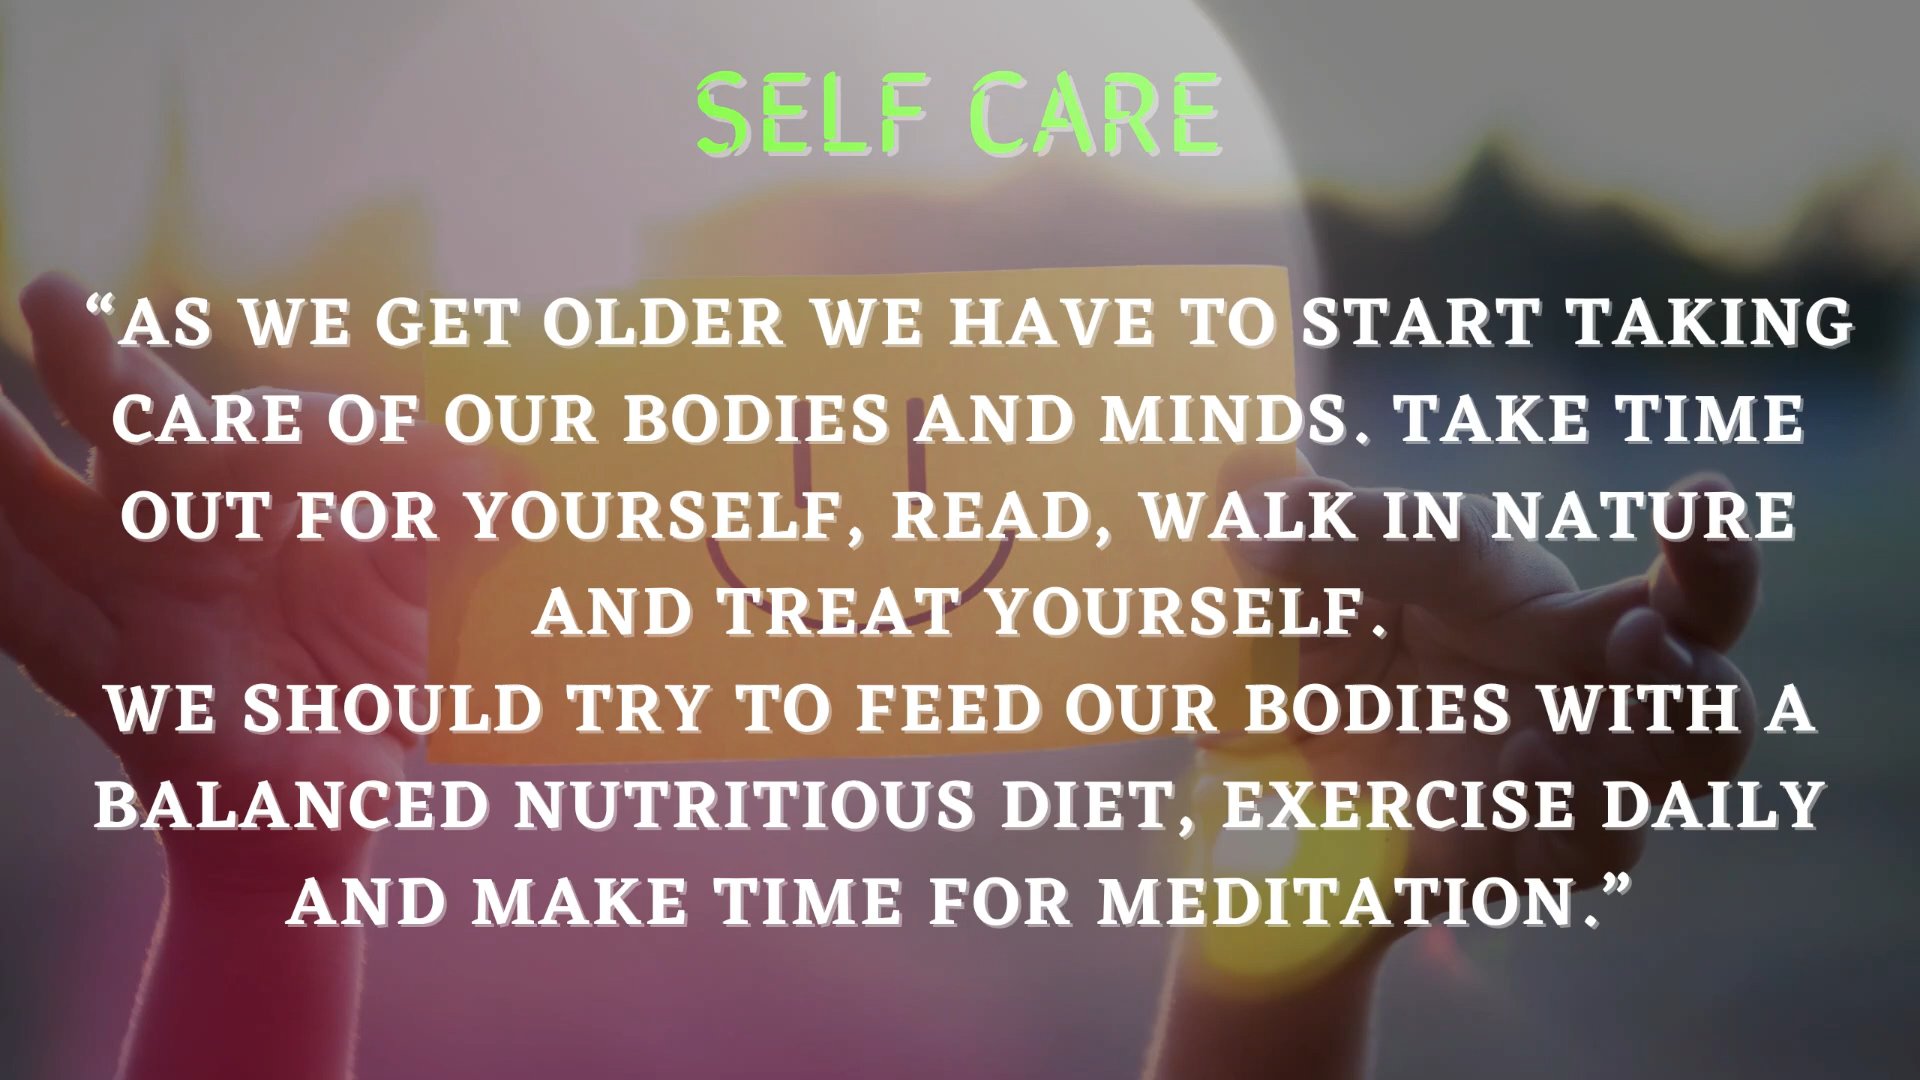 SELF CARE
“AS WE GET OLDER WE HAVE TO START TAKING
CARE OF OUR BODIES AND MINDS. TAKE TIME
OUT FOR YOURSELF, READ, WALK IN NATURE
AND TREAT YOURSELF.
WE SHOULD TRY TO FEED OUR BODIES WITH A
BALANCED NUTRITIOUS DIET, EXERCISE DAILY
AND MAKE TIME FOR MEDITATION.”